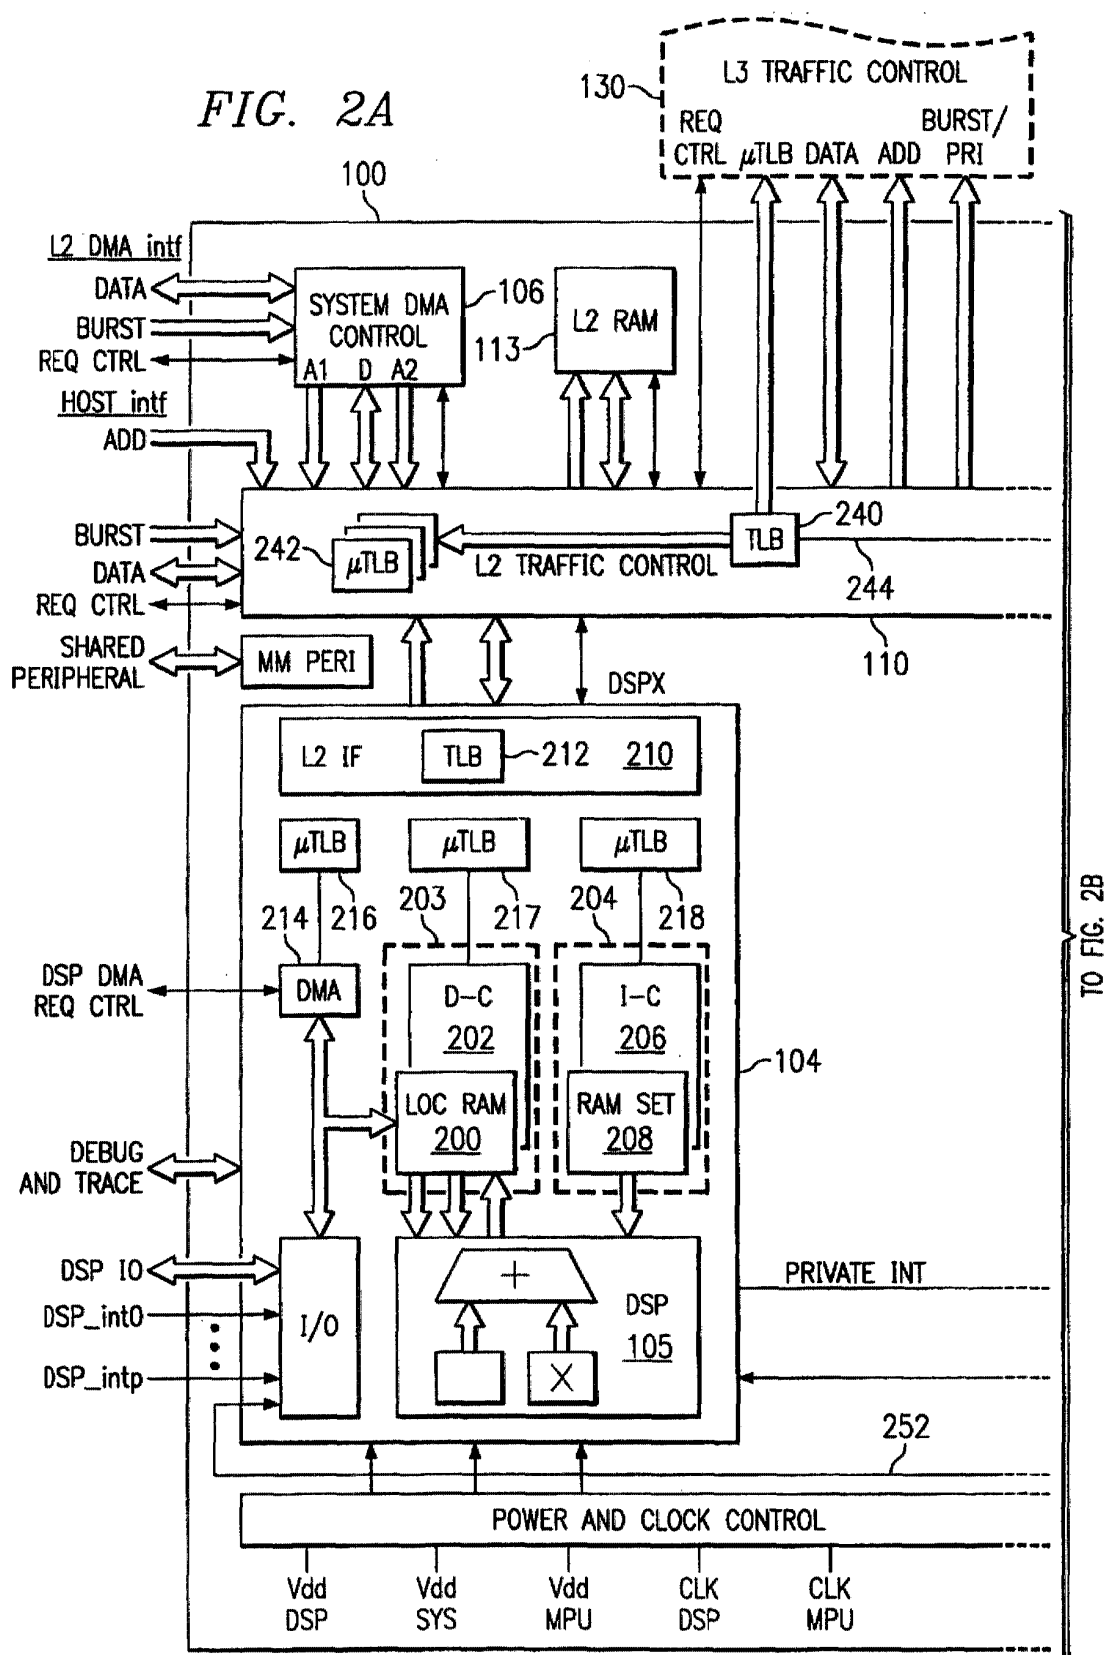 FIG. 2A
L3 TRAFFIC CONTROL
130
REQ
CTRL
μTLB
DATA
ADD
BURST/
PRI
100
L2 DMA intf
DATA
BURST
REQ CTRL
SYSTEM DMA
CONTROL
A1
D
A2
106
L2 RAM
113
HOST intf
ADD
BURST
DATA
REQ CTRL
242
μTLB
L2 TRAFFIC CONTROL
TLB
240
244
110
SHARED
PERIPHERAL
MM PERI
DSPX
L2 IF
TLB
212
210
μTLB
μTLB
μTLB
214
216
203
217
204
218
DSP DMA
REQ CTRL
DMA
D-C
202
I-C
206
104
LOC RAM
200
RAM SET
208
DEBUG
AND TRACE
DSP IO
DSP_int0
DSP_intp
I/O
+
X
DSP
105
PRIVATE INT
252
POWER AND CLOCK CONTROL
Vdd
DSP
Vdd
SYS
Vdd
MPU
CLK
DSP
CLK
MPU
TO FIG. 2B